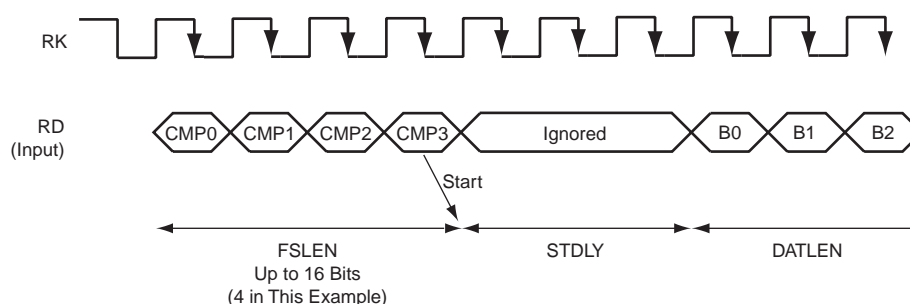 RK
RD
(Input)
CMP0 CMP1 CMP2 CMP3 Ignored B0 B1 B2
Start
FSLEN
Up to 16 Bits
(4 in This Example)
STDLY
DATLEN